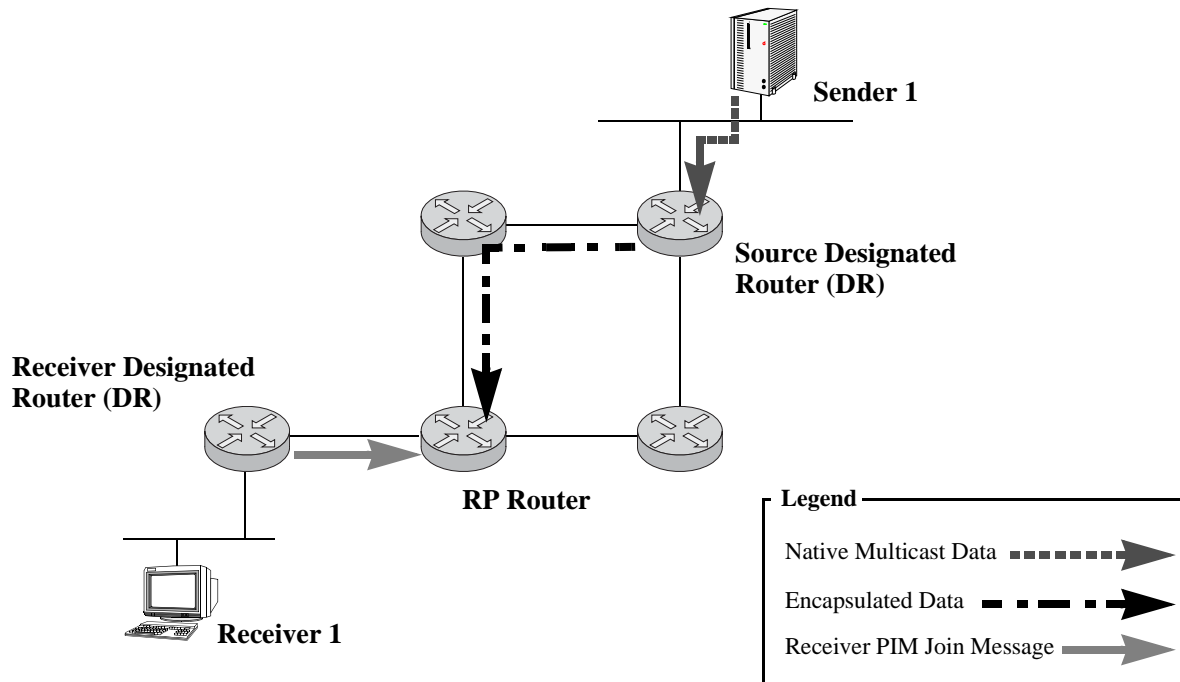 Sender 1
Source Designated
Router (DR)
Receiver Designated
Router (DR)
RP Router
Receiver 1
Legend
Native Multicast Data
Encapsulated Data
Receiver PIM Join Message